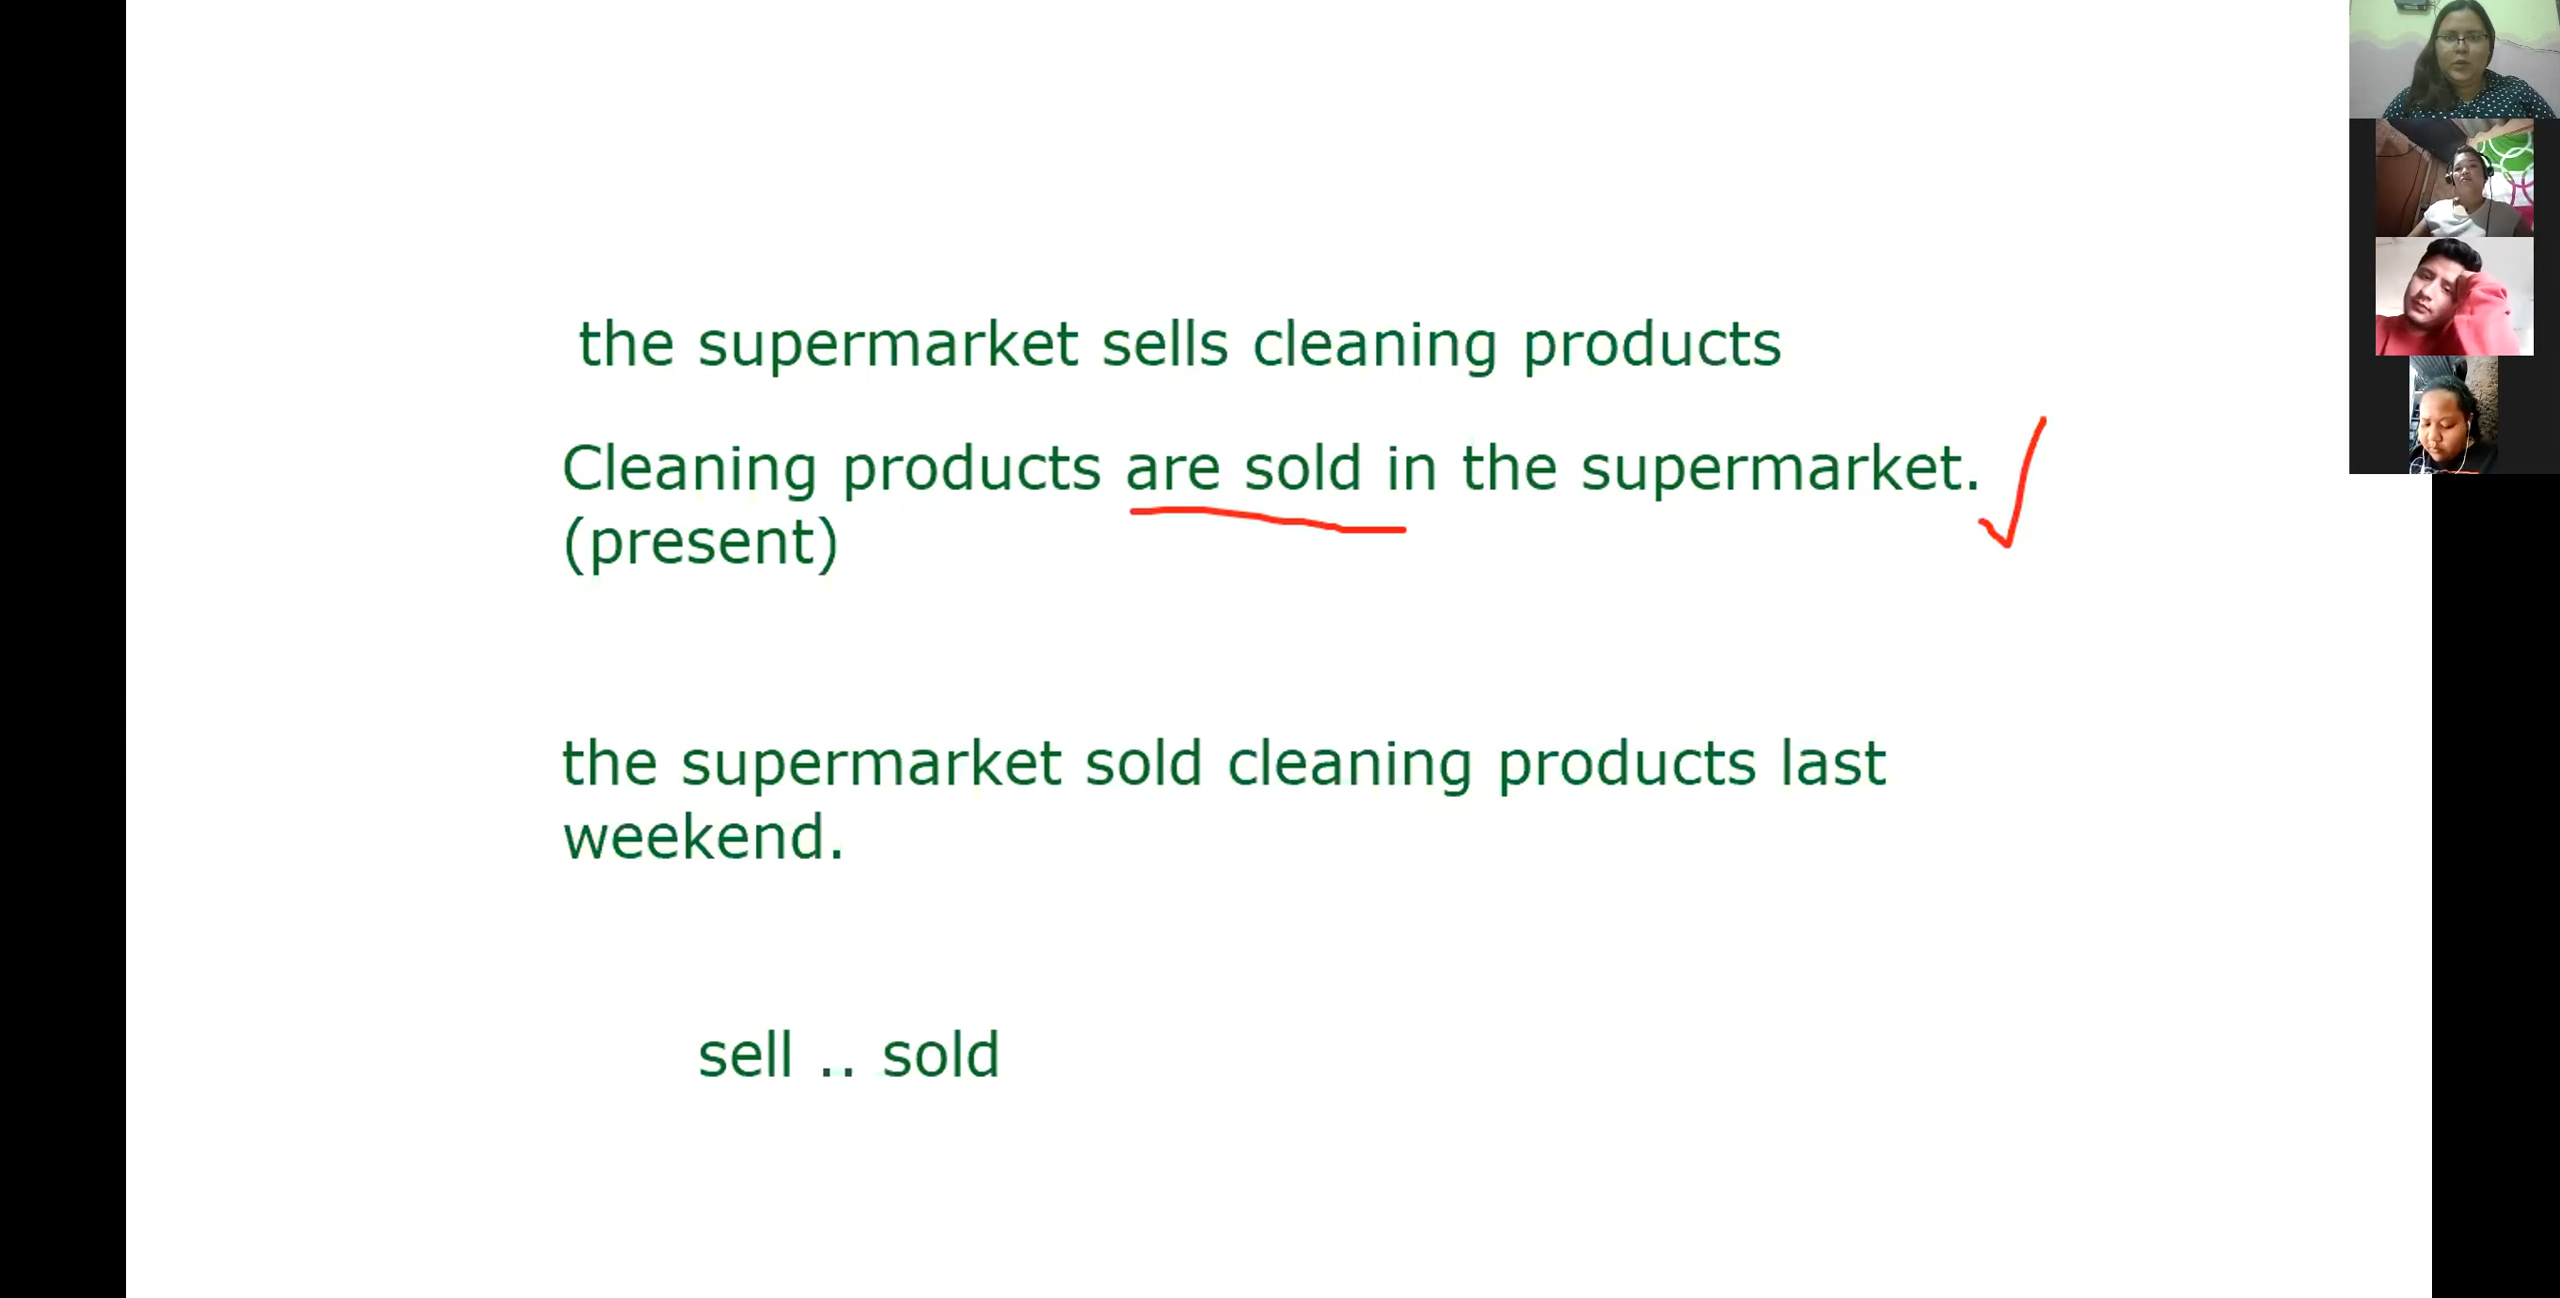 the supermarket sells cleaning products
Cleaning products are sold in the supermarket.
(present)
the supermarket sold cleaning products last
weekend.
sell .. sold